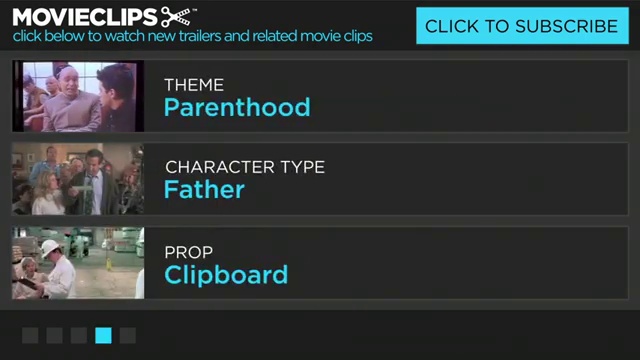 MOVIECLIPS™
click below to watch new trailers and related movie clips
CLICK TO SUBSCRIBE
THEME
Parenthood
CHARACTER TYPE
Father
PROP
Clipboard